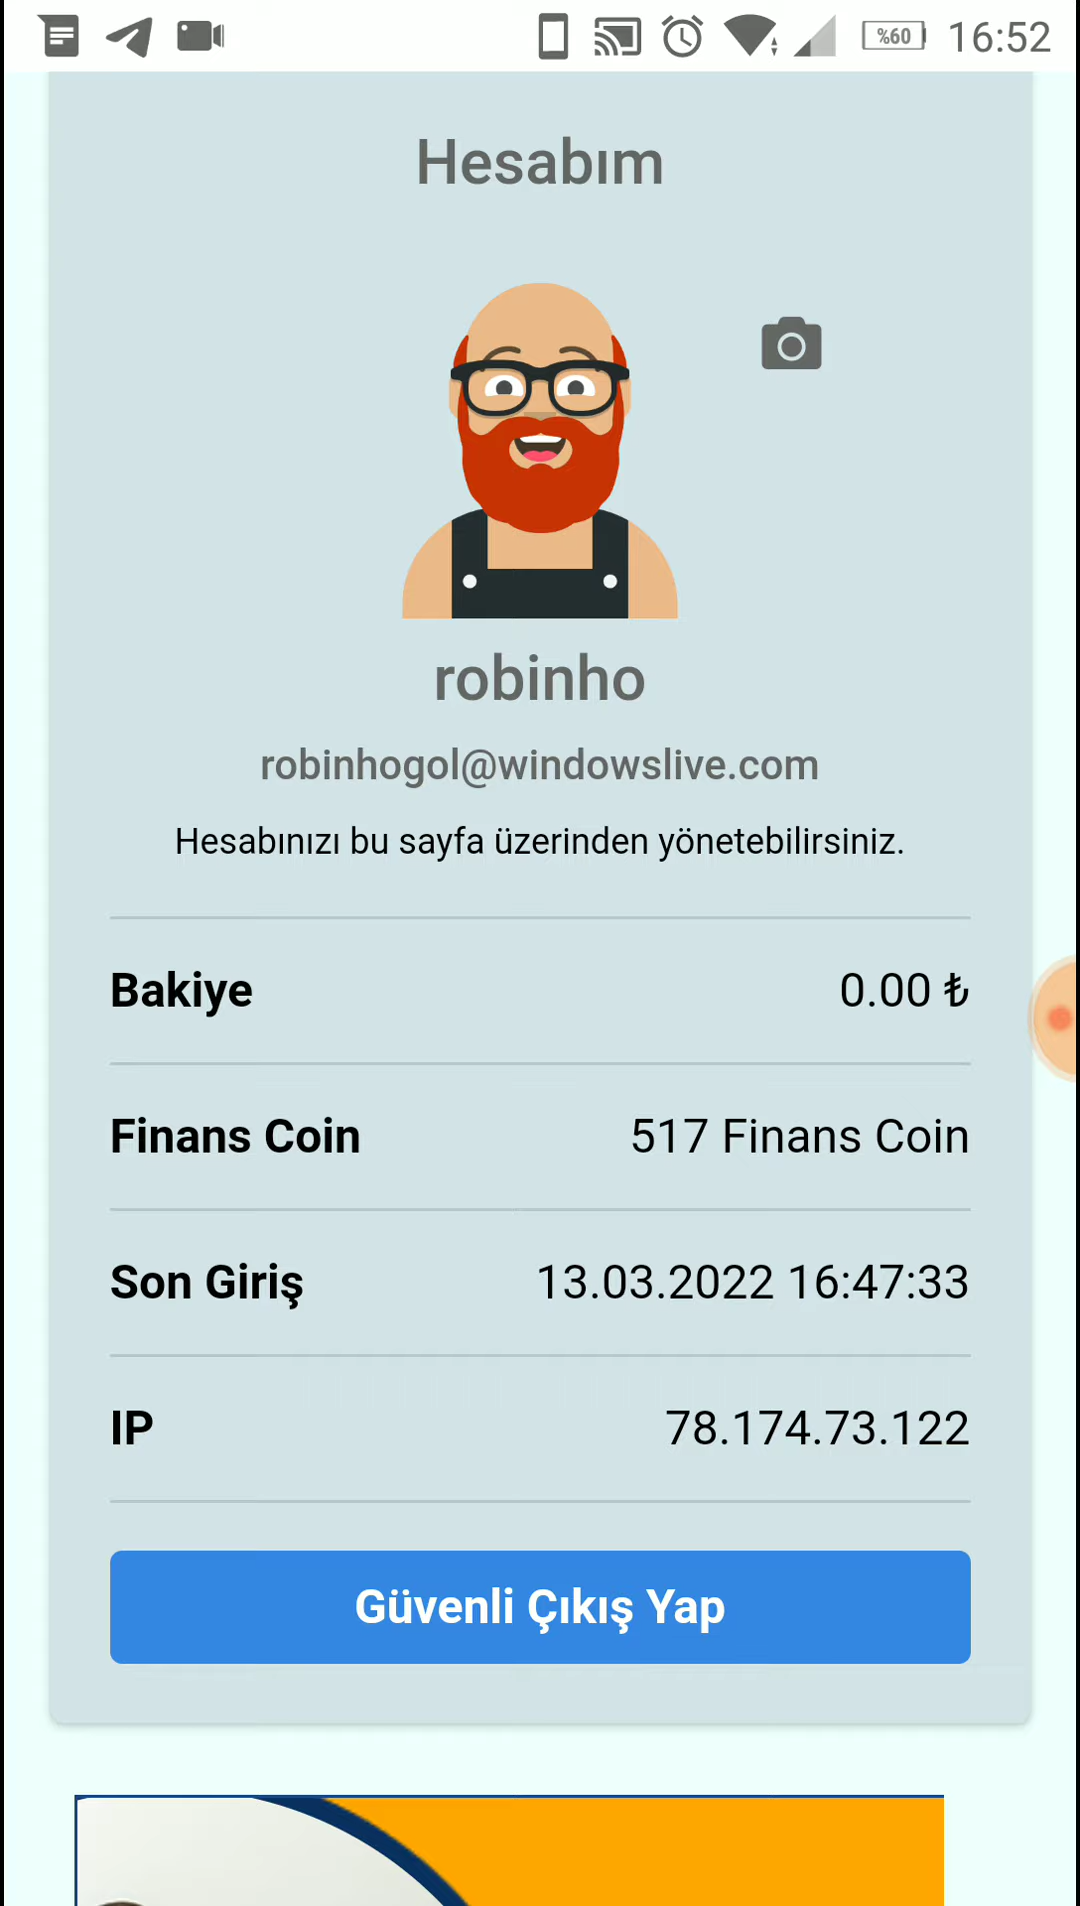 %60 16:52
Hesabım
robinho
robinhogol@windowslive.com
Hesabınızı bu sayfa üzerinden yönetebilirsiniz.
Bakiye 0.00 ₺
Finans Coin 517 Finans Coin
Son Giriş 13.03.2022 16:47:33
IP 78.174.73.122
Güvenli Çıkış Yap